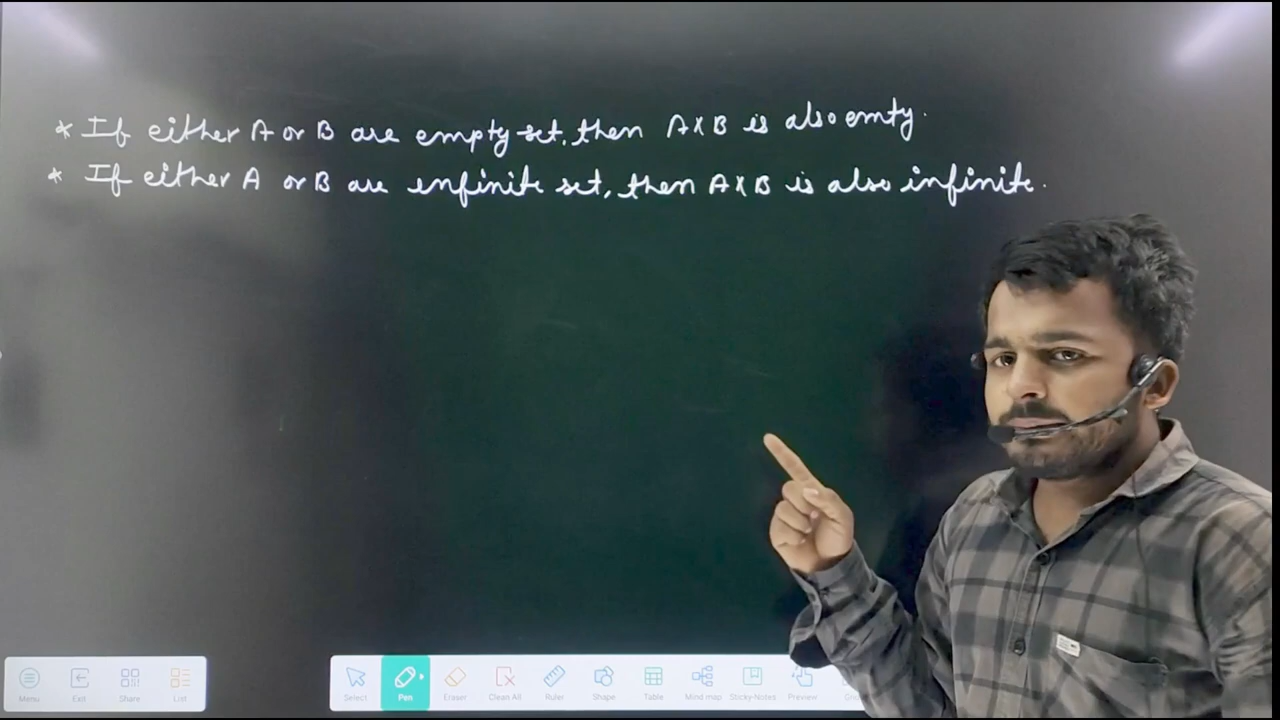 * If either A or B are empty set, then A×B is also emty.
* If either A or B are infinite set, then A×B is also infinite.
Menu Exit Share List Select Pen Eraser Clean All Ruler Shape Table Mind map Sticky-Notes Preview